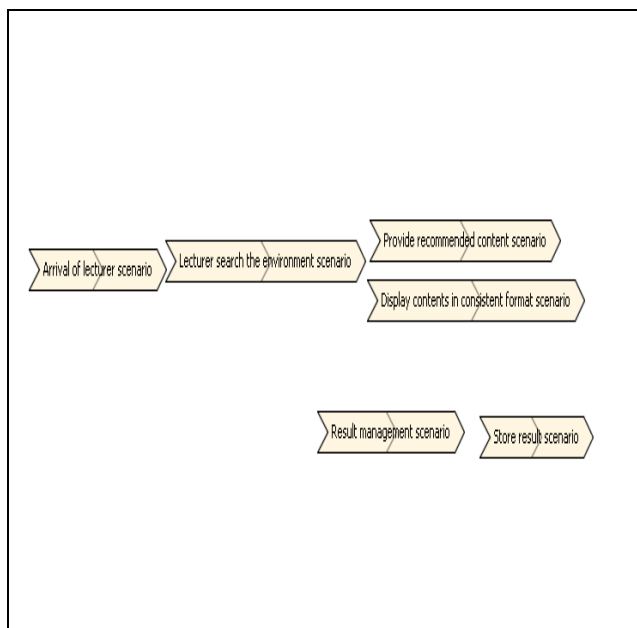 Arrival of lecturer scenario
Lecturer search the environment scenario
Provide recommended content scenario
Display contents in consistent format scenario
Result management scenario
Store result scenario